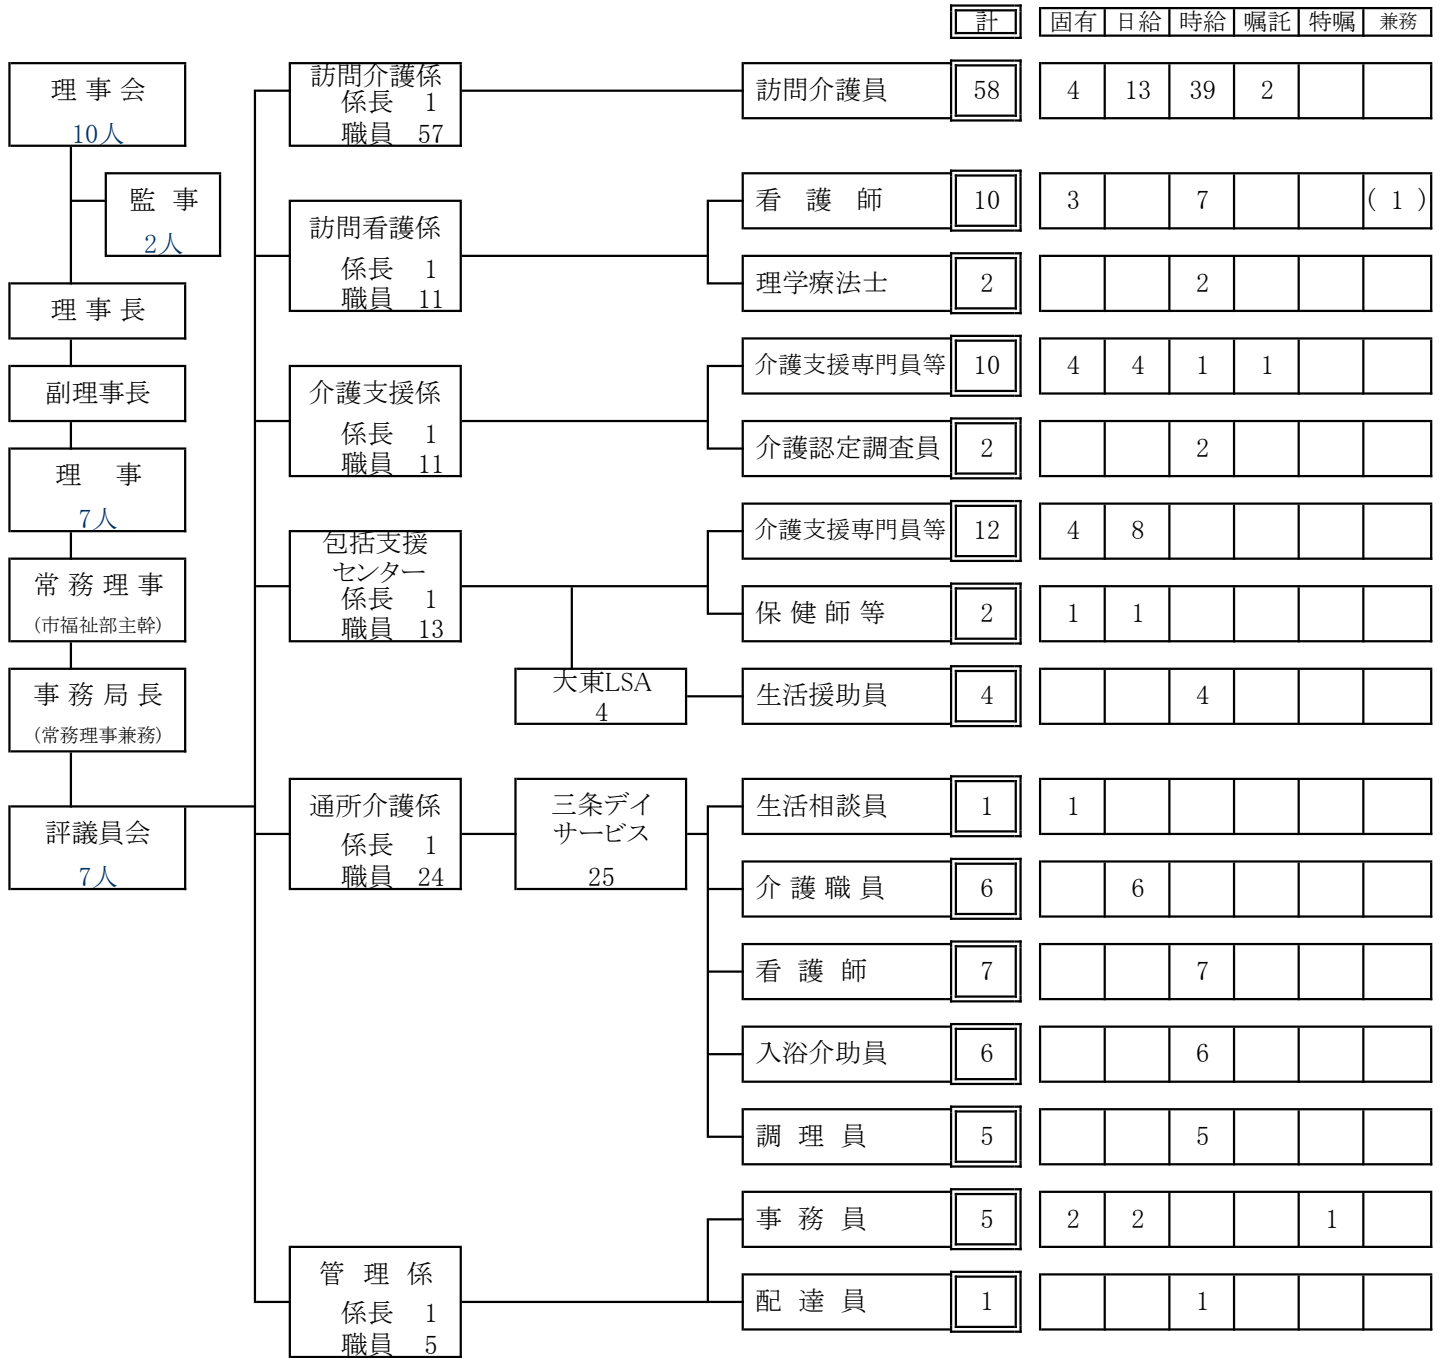 計 固有 日給 時給 嘱託 特嘱 兼務
理事会
10人
監事
2人
理事長
副理事長
理事
7人
常務理事
(市福祉部主幹)
事務局長
(常務理事兼務)
評議員会
7人
訪問介護係
係長 1
職員 57
訪問介護員 58 4 13 39 2
訪問看護係
係長 1
職員 11
看護師 10 3 7 ( 1 )
理学療法士 2 2
介護支援係
係長 1
職員 11
介護支援専門員等 10 4 4 1 1
介護認定調査員 2 2
包括支援
センター
係長 1
職員 13
介護支援専門員等 12 4 8
保健師等 2 1 1
大東LSA
4
生活援助員 4 4
通所介護係
係長 1
職員 24
三条デイ
サービス
25
生活相談員 1 1
介護職員 6 6
看護師 7 7
入浴介助員 6 6
調理員 5 5
管理係
係長 1
職員 5
事務員 5 2 2 1
配達員 1 1